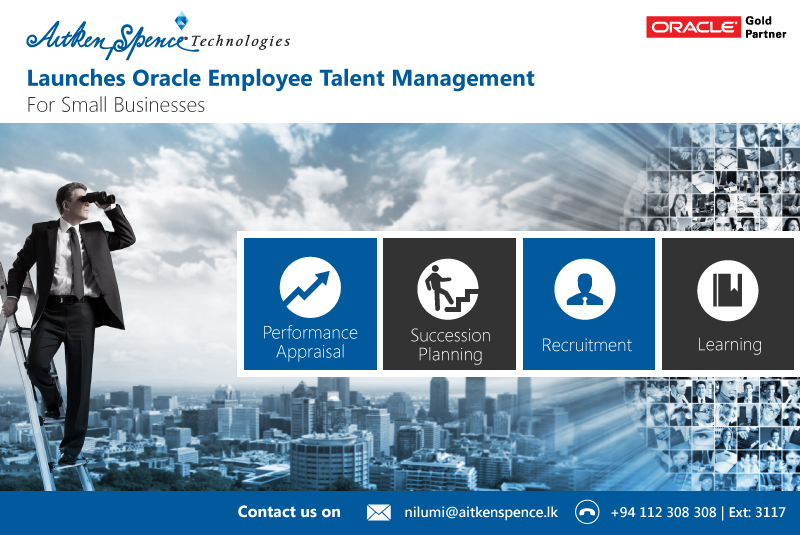 Aitken Spence Technologies
ORACLE Gold
Partner
Launches Oracle Employee Talent Management
For Small Businesses
Performance
Appraisal
Succession
Planning
Recruitment
Learning
Contact us on nilumi@aitkenspence.lk +94 112 308 308 | Ext: 3117